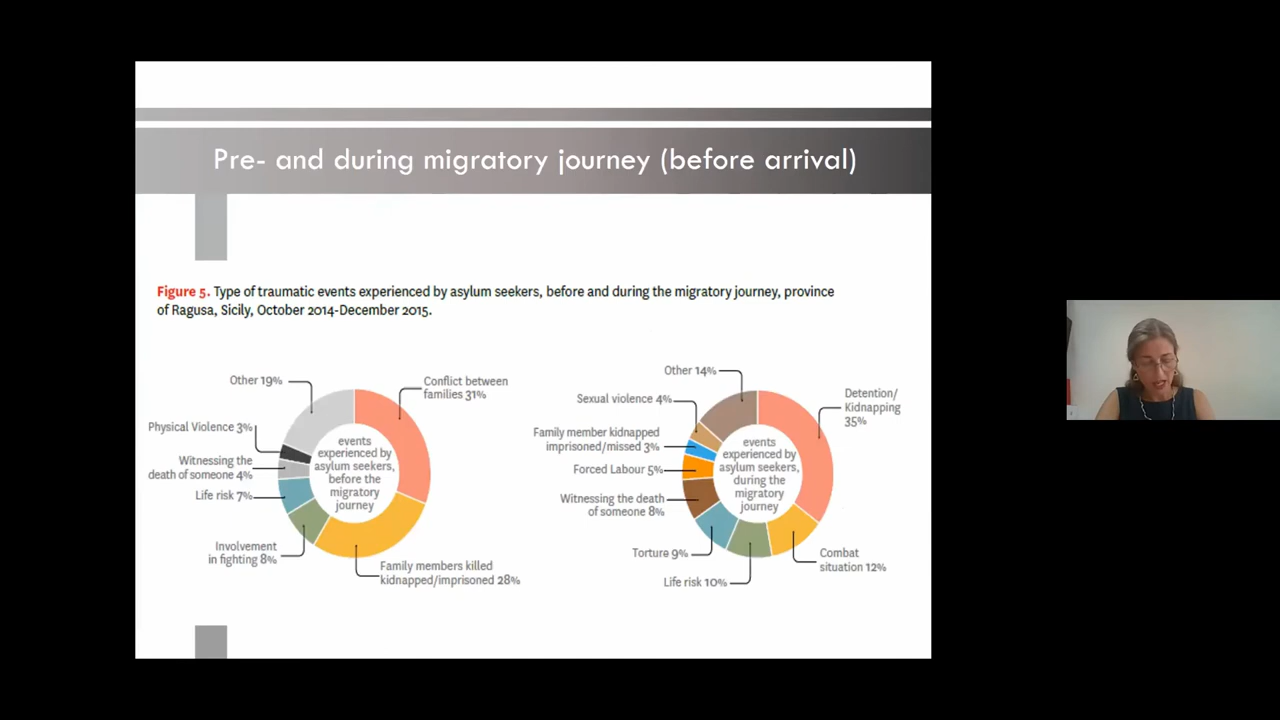 Pre- and during migratory journey (before arrival)
Figure 5. Type of traumatic events experienced by asylum seekers, before and during the migratory journey, province
of Ragusa, Sicily, October 2014-December 2015.
Other 19%
Conflict between
families 31%
Physical Violence 3%
Witnessing the
death of someone 4%
Life risk 7%
Involvement
in fighting 8%
Family members killed
kidnapped/imprisoned 28%
events
experienced by
asylum seekers,
before the
migratory
journey
Other 14%
Detention/
Kidnapping
35%
Sexual violence 4%
Family member kidnapped
imprisoned/missed 3%
Forced Labour 5%
Witnessing the death
of someone 8%
Torture 9%
Life risk 10%
Combat
situation 12%
events
experienced by
asylum seekers,
during the
migratory
journey